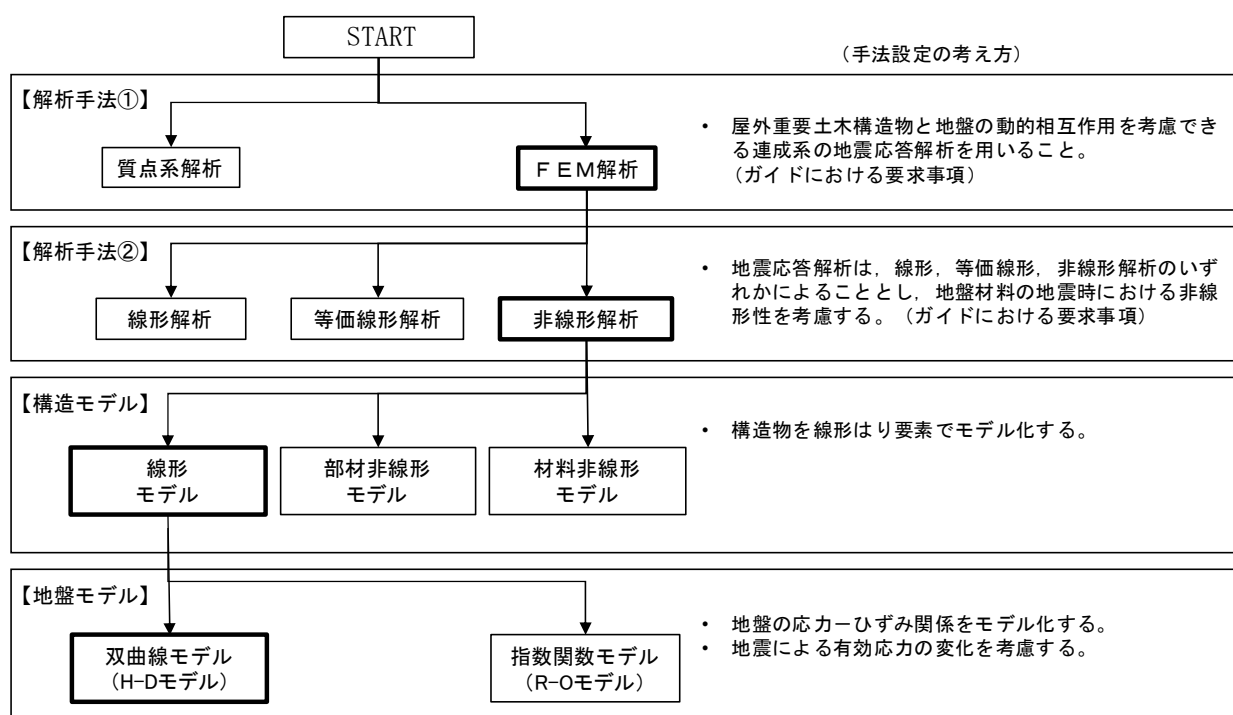 START
(手法設定の考え方)
【解析手法①】
質点系解析
ＦＥＭ解析
• 屋外重要土木構造物と地盤の動的相互作用を考慮でき
る連成系の地震応答解析を用いること。
(ガイドにおける要求事項)
【解析手法②】
線形解析
等価線形解析
非線形解析
• 地震応答解析は，線形，等価線形，非線形解析のいず
れかによることとし，地盤材料の地震時における非線
形性を考慮する。(ガイドにおける要求事項)
【構造モデル】
線形
モデル
部材非線形
モデル
材料非線形
モデル
• 構造物を線形はり要素でモデル化する。
【地盤モデル】
双曲線モデル
(H-Dモデル)
指数関数モデル
(R-Oモデル)
• 地盤の応力－ひずみ関係をモデル化する。
• 地震による有効応力の変化を考慮する。